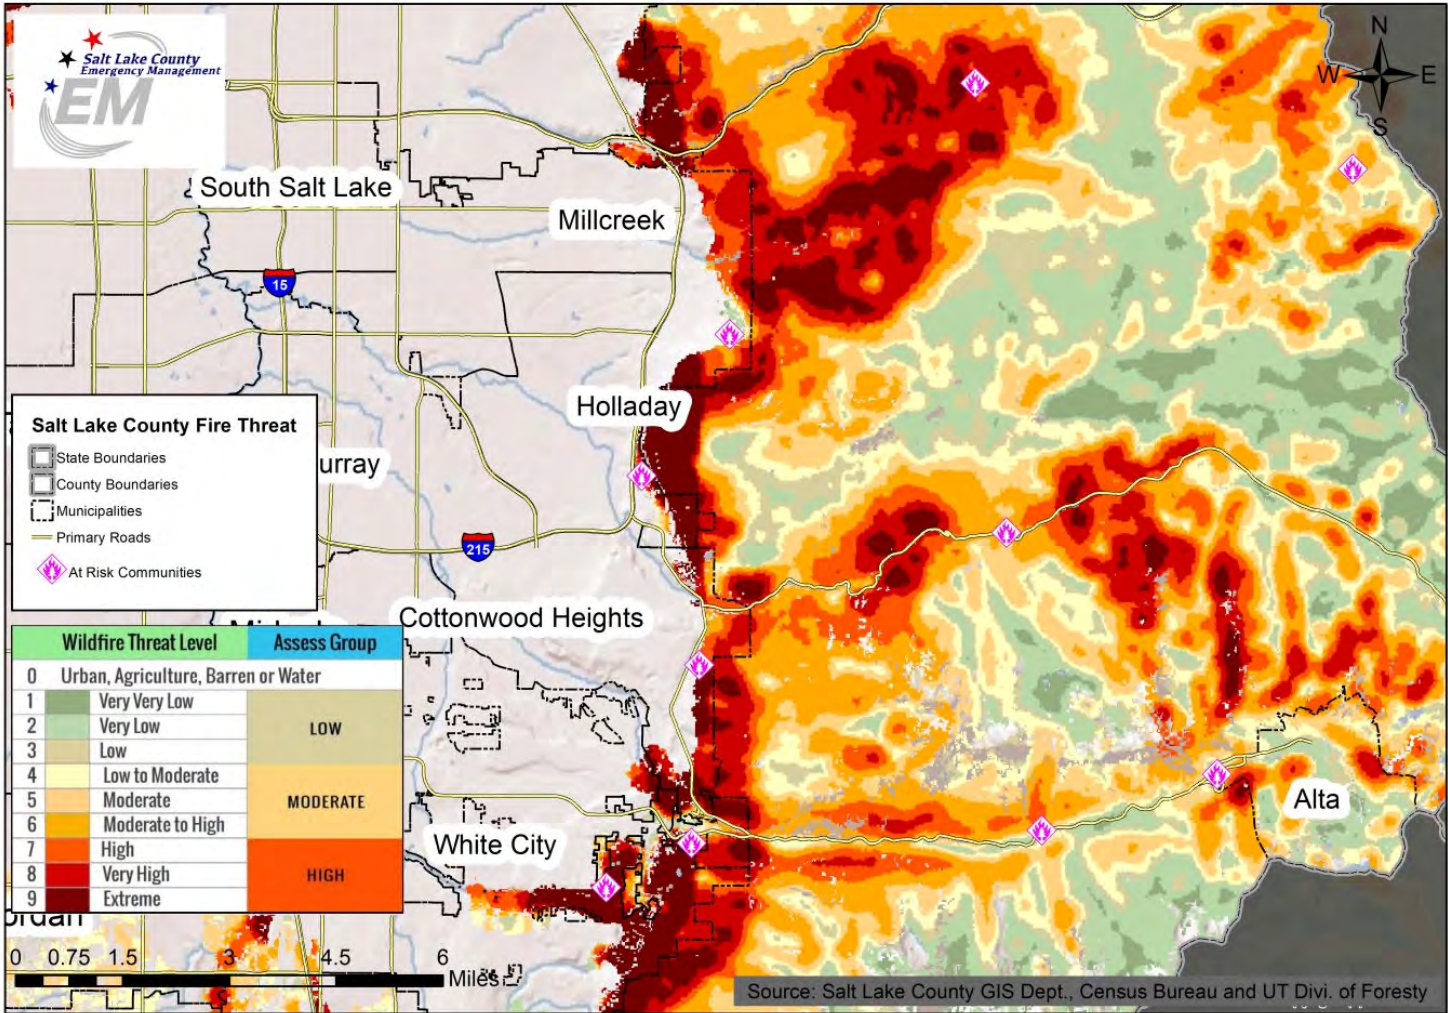 Salt Lake County
Emergency Management
EM
N
W E
S
South Salt Lake
Millcreek
15
Holladay
Salt Lake County Fire Threat
State Boundaries
County Boundaries
Municipalities
Primary Roads
At Risk Communities
urray
215
Cottonwood Heights
Wildfire Threat Level Assess Group
0 Urban, Agriculture, Barren or Water
1 Very Very Low
2 Very Low LOW
3 Low
4 Low to Moderate
5 Moderate MODERATE
6 Moderate to High
7 High
8 Very High HIGH
9 Extreme
Alta
White City
ordan
0 0.75 1.5 3 4.5 6
Miles
Source: Salt Lake County GIS Dept., Census Bureau and UT Divi. of Foresty